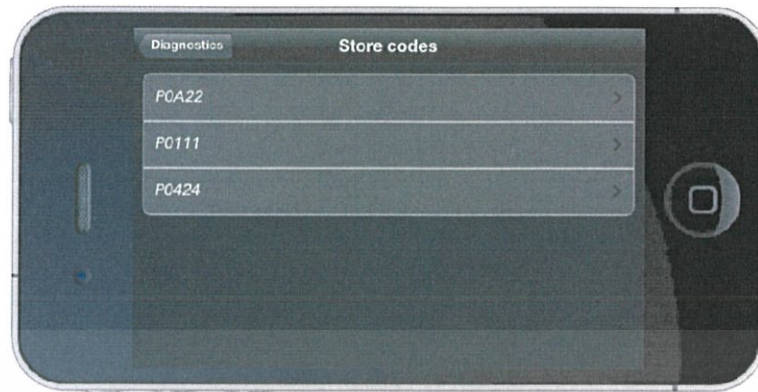 Diagnostics
Store codes
P0A22
P0111
P0424